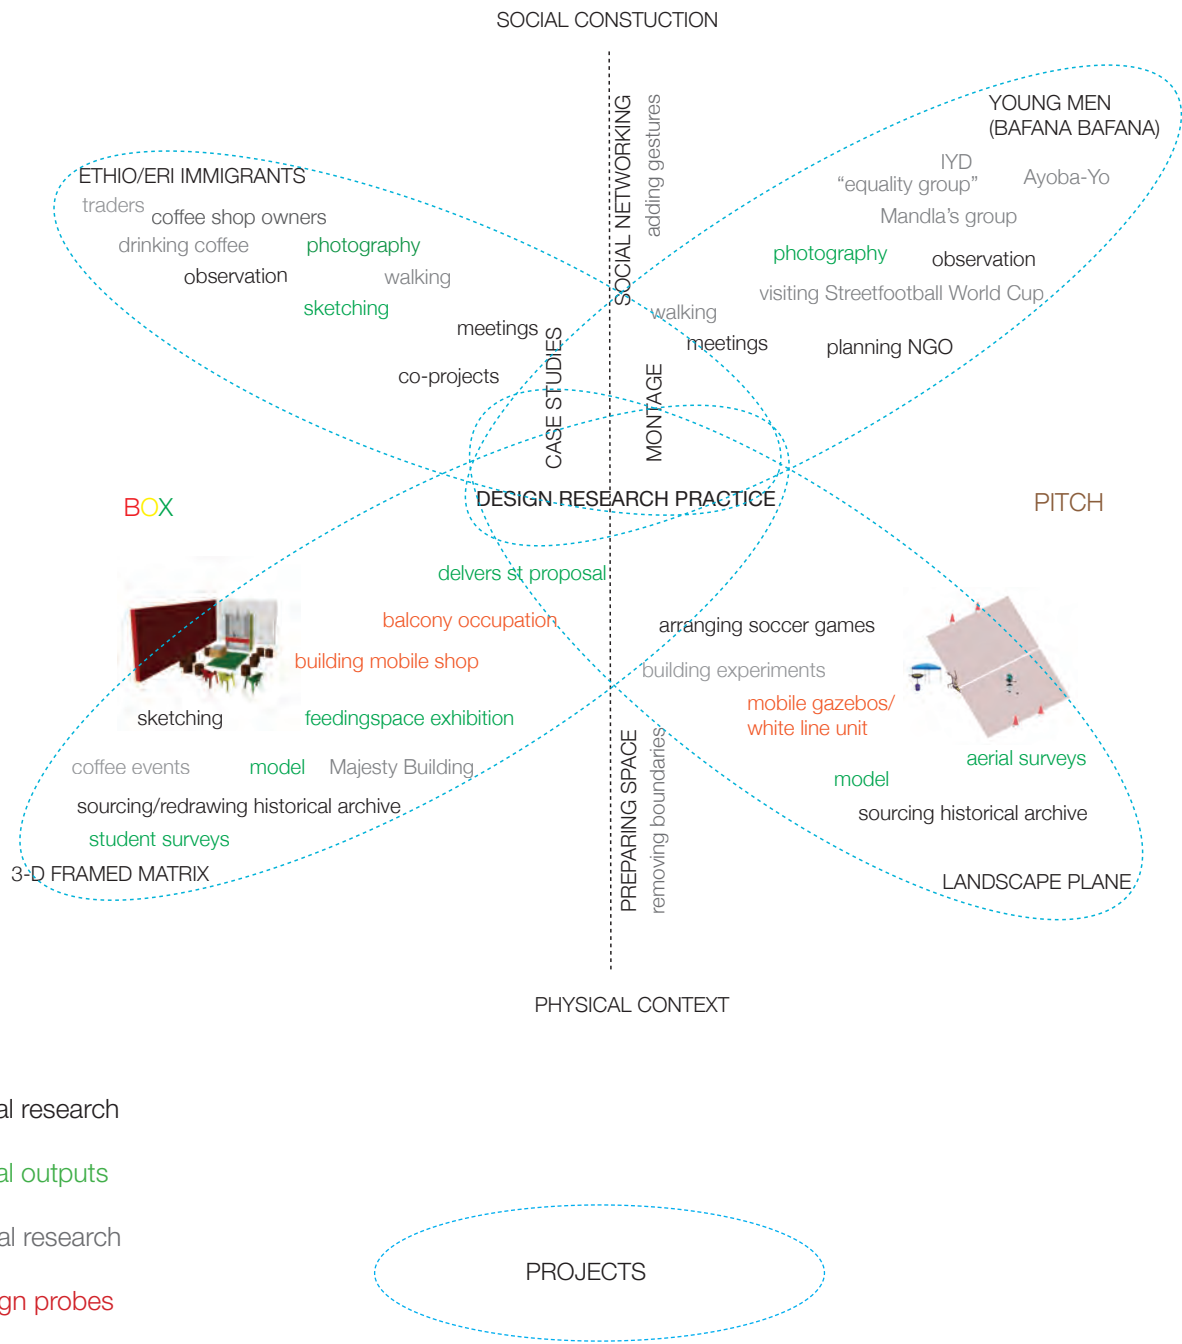 SOCIAL CONSTUCTION
SOCIAL NETWORKING
adding gestures
YOUNG MEN
(BAFANA BAFANA)
IYD
"equality group"
Ayoba-Yo
Mandla's group
photography
observation
visiting Streetfootball World Cup
walking
meetings
planning NGO
ETHIO/ERI IMMIGRANTS
traders
coffee shop owners
drinking coffee
photography
observation
walking
sketching
meetings
co-projects
CASE STUDIES
MONTAGE
DESIGN RESEARCH PRACTICE
BOX
PITCH
delvers st proposal
balcony occupation
building mobile shop
sketching
feedingspace exhibition
coffee events
model
Majesty Building
sourcing/redrawing historical archive
student surveys
3-D FRAMED MATRIX
arranging soccer games
building experiments
mobile gazebos/
white line unit
aerial surveys
model
sourcing historical archive
LANDSCAPE PLANE
PREPARING SPACE
removing boundaries
PHYSICAL CONTEXT
al research
al outputs
al research
gn probes
PROJECTS